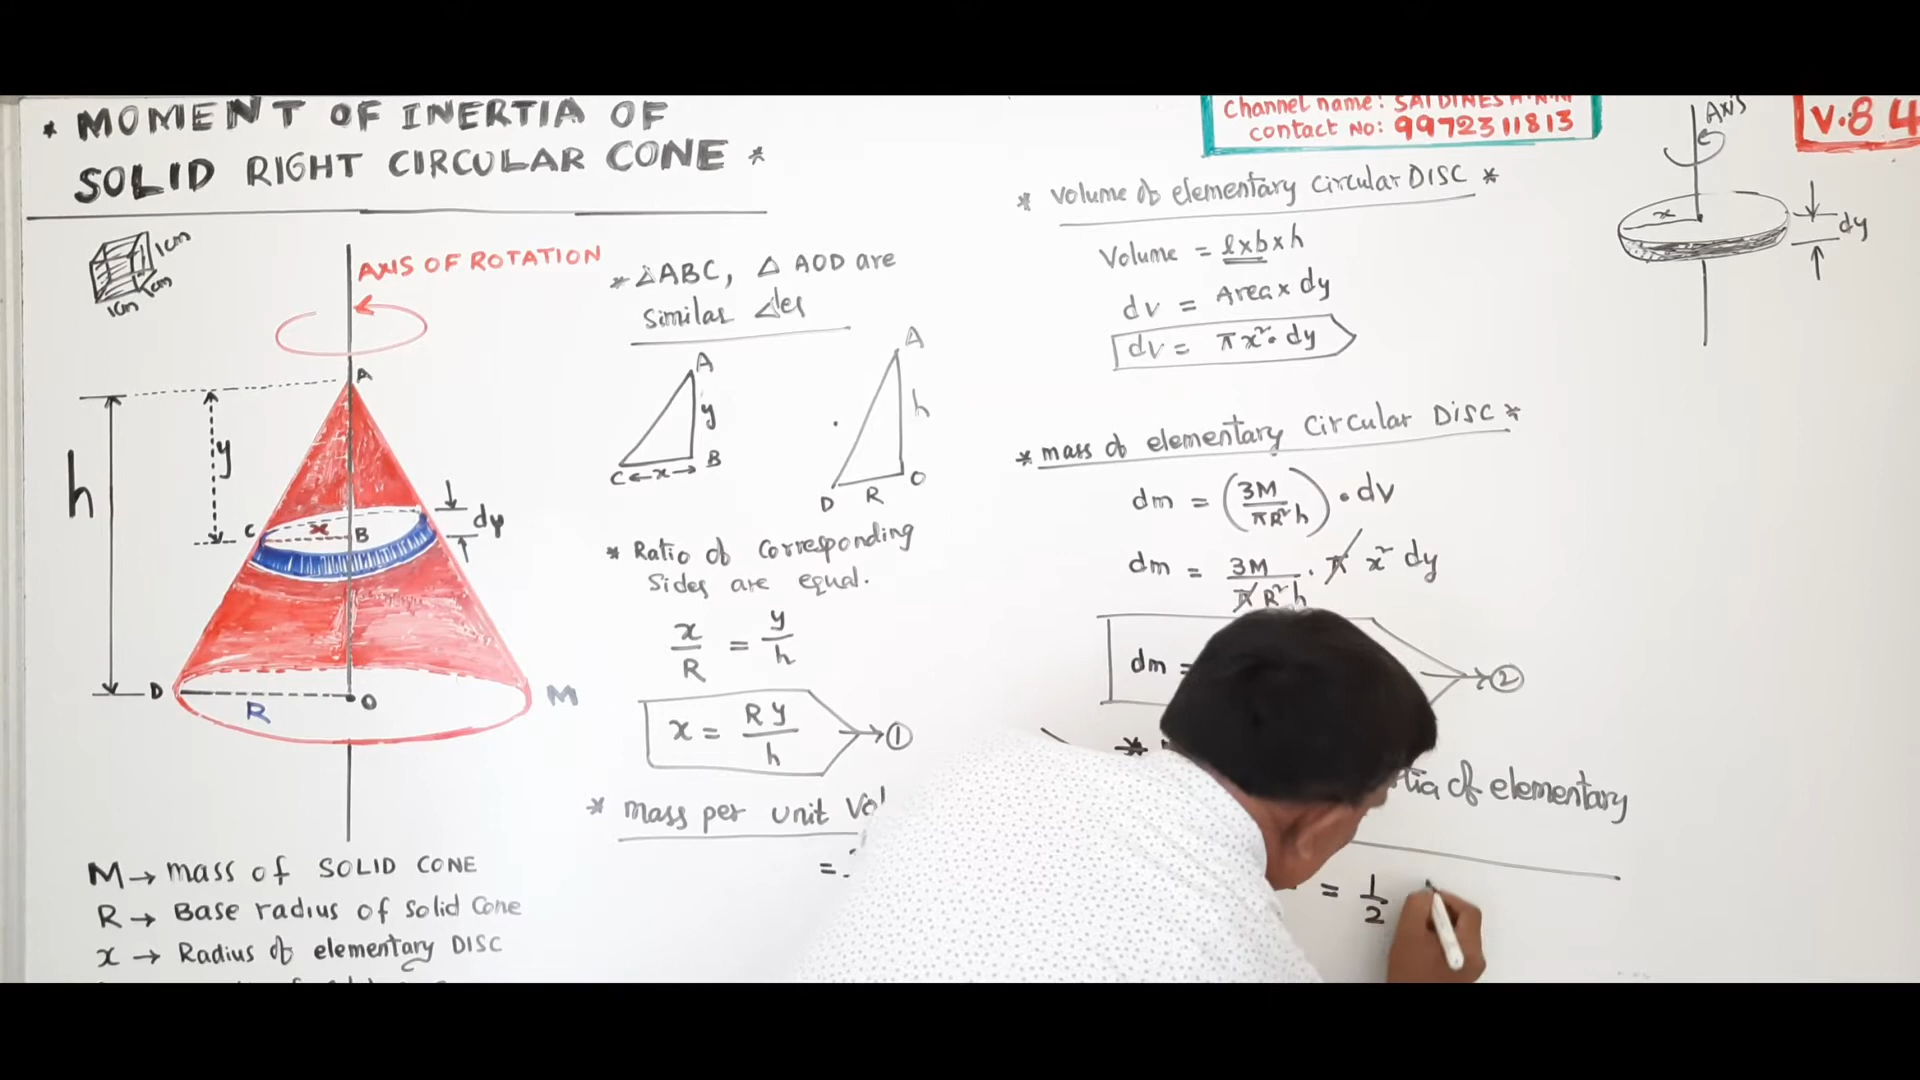 * MOMENT OF INERTIA OF
SOLID RIGHT CIRCULAR CONE *
1cm
1cm
1cm
AXIS OF ROTATION
A
h
y
C
x
B
dy
D
R
O
M
M → mass of SOLID CONE
R → Base radius of Solid Cone
x → Radius of elementary DISC
* △ABC, △ AOD are
similar △les
A
y
C ← x → B
A
h
D R O
* Ratio of corresponding
Sides are equal.
x/R = y/h
x = Ry/h → ①
* mass per unit Vol
=
Channel name: SAI DINESH
contact No: 9972311813
V.84
* Volume of elementary circular DISC *
Volume = l x b x h
dv = Area x dy
dv = πx²· dy
AXIS
x
dy
* mass of elementary Circular DISC *
dm = (3M/πR²h) · dv
dm = 3M/πR²h · π x² dy
dm = → ②
*
tia of elementary
= 1/2